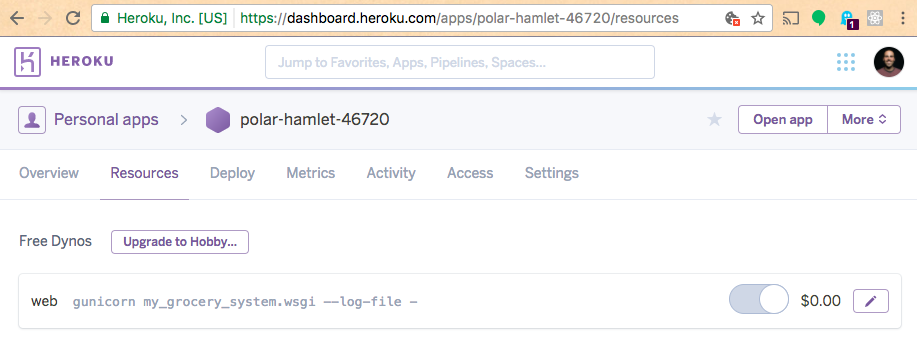 Heroku, Inc. [US] https://dashboard.heroku.com/apps/polar-hamlet-46720/resources
1
HEROKU Jump to Favorites, Apps, Pipelines, Spaces...
Personal apps > polar-hamlet-46720 Open app More
Overview Resources Deploy Metrics Activity Access Settings
Free Dynos Upgrade to Hobby...
web gunicorn my_grocery_system.wsgi --log-file - $0.00